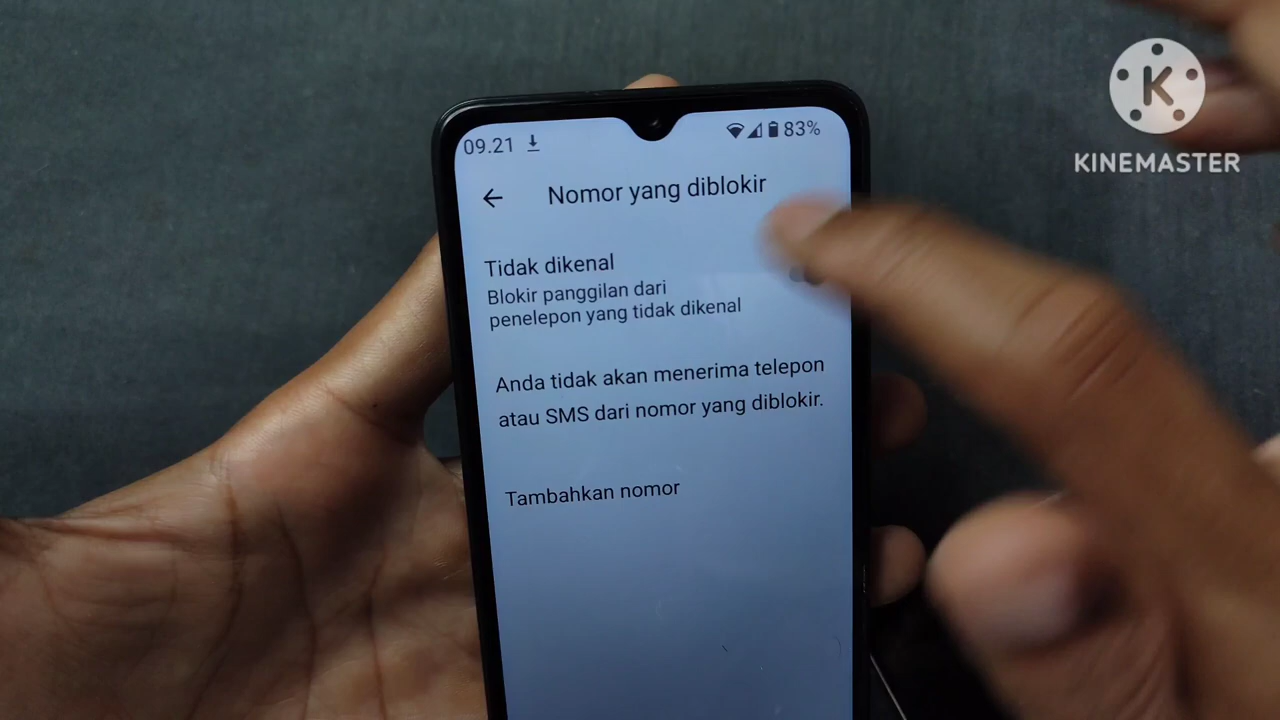 K
KINEMASTER
09.21
83%
Nomor yang diblokir
Tidak dikenal
Blokir panggilan dari
penelepon yang tidak dikenal
Anda tidak akan menerima telepon
atau SMS dari nomor yang diblokir.
Tambahkan nomor